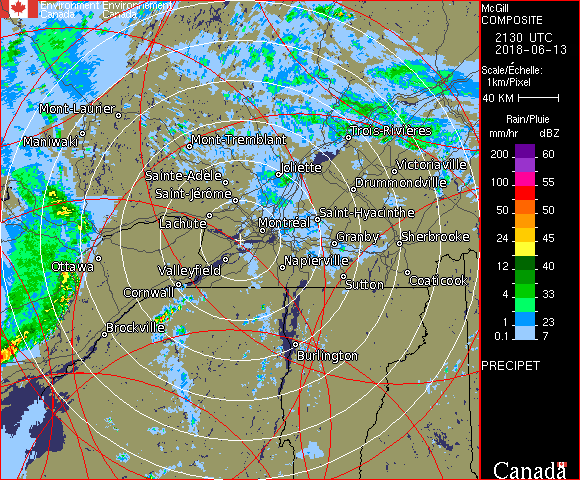 Environment Environnement
Canada Canada
McGill
COMPOSITE
2130 UTC
2018-06-13
Scale/Échelle:
1km/Pixel
40 KM
Rain/Pluie
mm/hr dBZ
200 60
100 55
50 50
24 45
12 40
4 33
1 23
0.1 7
PRECIPET
Canada
Mont-Laurier
Maniwaki
Mont-Tremblant
Trois-Rivières
Sainte-Adèle
Joliette
Victoriaville
Saint-Jérôme
Drummondville
Lachute
Saint-Hyacinthe
Montréal
Granby
Sherbrooke
Ottawa
Valleyfield
Napierville
Cornwall
Sutton
Coaticook
Brockville
Burlington